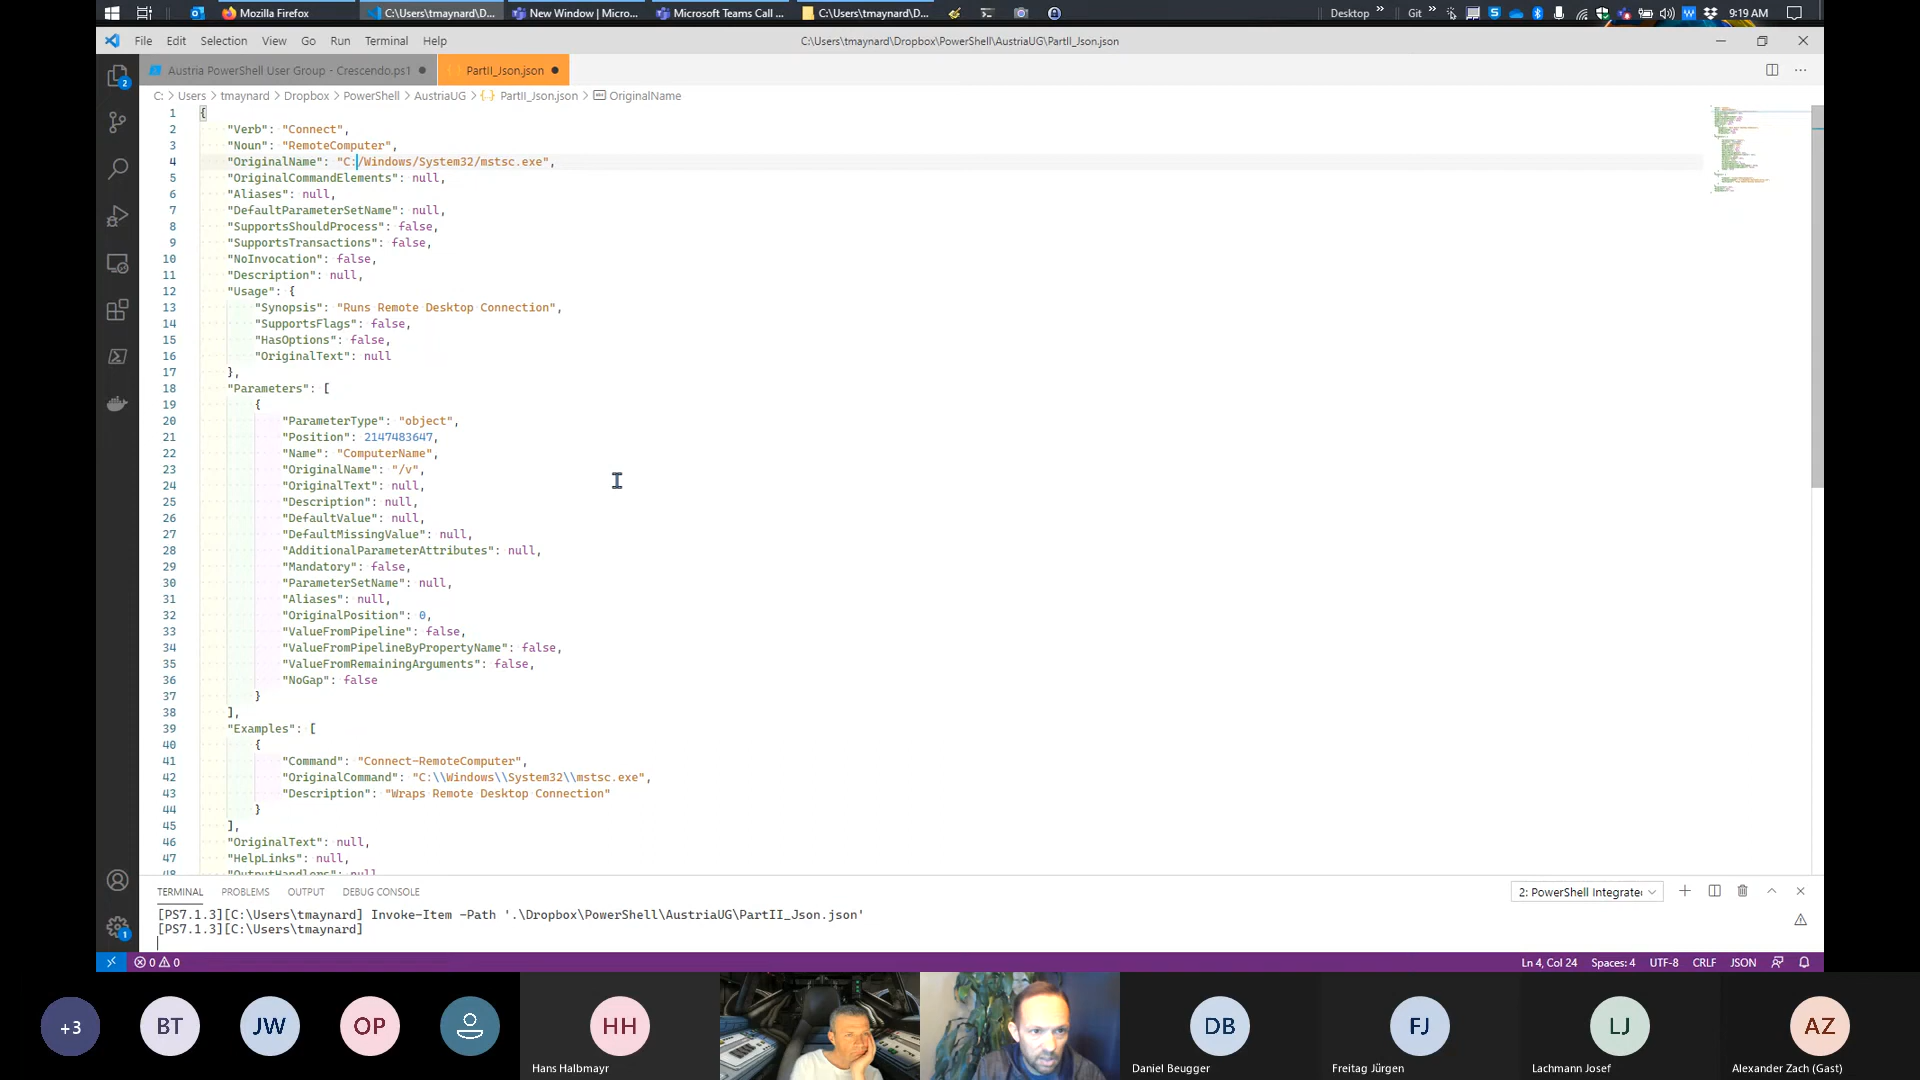 Mozilla Firefox
C:\Users\tmaynard\D...
New Window | Micro...
Microsoft Teams Call ...
C:\Users\tmaynard\D...
Desktop
Git
9:19 AM
File Edit Selection View Go Run Terminal Help
C:\Users\tmaynard\Dropbox\PowerShell\AustriaUG\PartII_Json.json
Austria PowerShell User Group - Crescendo.ps1
PartII_Json.json
C: > Users > tmaynard > Dropbox > PowerShell > AustriaUG > {} PartII_Json.json > OriginalName
1 {
2 "Verb": "Connect",
3 "Noun": "RemoteComputer",
4 "OriginalName": "C:/Windows/System32/mstsc.exe",
5 "OriginalCommandElements": null,
6 "Aliases": null,
7 "DefaultParameterSetName": null,
8 "SupportsShouldProcess": false,
9 "SupportsTransactions": false,
10 "NoInvocation": false,
11 "Description": null,
12 "Usage": {
13 "Synopsis": "Runs Remote Desktop Connection",
14 "SupportsFlags": false,
15 "HasOptions": false,
16 "OriginalText": null
17 },
18 "Parameters": [
19 {
20 "ParameterType": "object",
21 "Position": 2147483647,
22 "Name": "ComputerName",
23 "OriginalName": "/v",
24 "OriginalText": null,
25 "Description": null,
26 "DefaultValue": null,
27 "DefaultMissingValue": null,
28 "AdditionalParameterAttributes": null,
29 "Mandatory": false,
30 "ParameterSetName": null,
31 "Aliases": null,
32 "OriginalPosition": 0,
33 "ValueFromPipeline": false,
34 "ValueFromPipelineByPropertyName": false,
35 "ValueFromRemainingArguments": false,
36 "NoGap": false
37 }
38 ],
39 "Examples": [
40 {
41 "Command": "Connect-RemoteComputer",
42 "OriginalCommand": "C:\\Windows\\System32\\mstsc.exe",
43 "Description": "Wraps Remote Desktop Connection"
44 }
45 ],
46 "OriginalText": null,
47 "HelpLinks": null,
48 "OutputHandlers": null
TERMINAL PROBLEMS OUTPUT DEBUG CONSOLE
2: PowerShell Integrate
[PS7.1.3][C:\Users\tmaynard] Invoke-Item -Path '.\Dropbox\PowerShell\AustriaUG\PartII_Json.json'
[PS7.1.3][C:\Users\tmaynard]
0 0
Ln 4, Col 24 Spaces: 4 UTF-8 CRLF JSON
+3
BT
JW
OP
HH
Hans Halbmayr
DB
Daniel Beugger
FJ
Freitag Jürgen
LJ
Lachmann Josef
AZ
Alexander Zach (Gast)